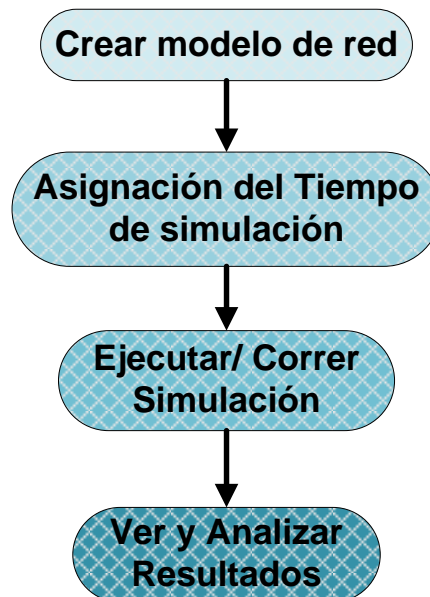 Crear modelo de red
Asignación del Tiempo
de simulación
Ejecutar/ Correr
Simulación
Ver y Analizar
Resultados